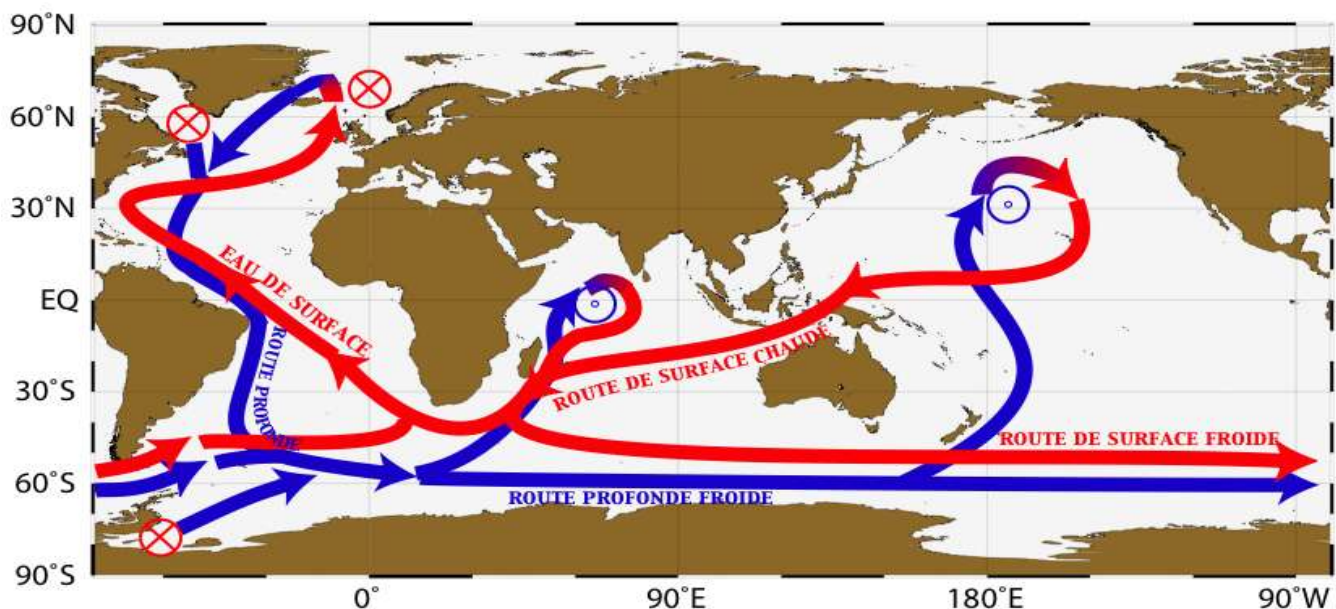 90°N
60°N
30°N
EQ
30°S
60°S
90°S
EAU DE SURFACE
ROUTE PROFONDE
ROUTE DE SURFACE CHAUDÉ
ROUTE DE SURFACE FROIDE
ROUTE PROFONDE FROIDE
0°
90°E
180°E
90°W